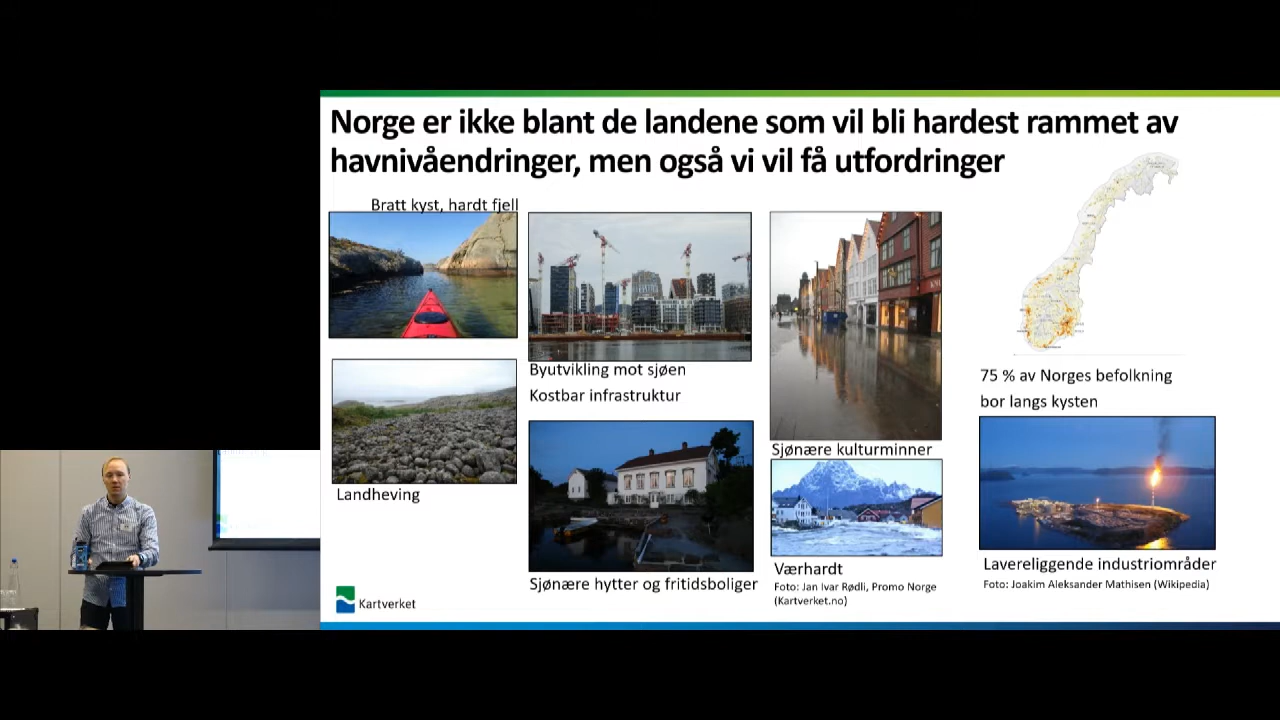 Norge er ikke blant de landene som vil bli hardest rammet av
havnivåendringer, men også vi vil få utfordringer
Bratt kyst, hardt fjell
Landheving
Byutvikling mot sjøen
Kostbar infrastruktur
Sjønære hytter og fritidsboliger
Sjønære kulturminner
Værhardt
Foto: Jan Ivar Rødli, Promo Norge
(Kartverket.no)
75 % av Norges befolkning
bor langs kysten
Lavereliggende industriområder
Foto: Joakim Aleksander Mathisen (Wikipedia)
Kartverket